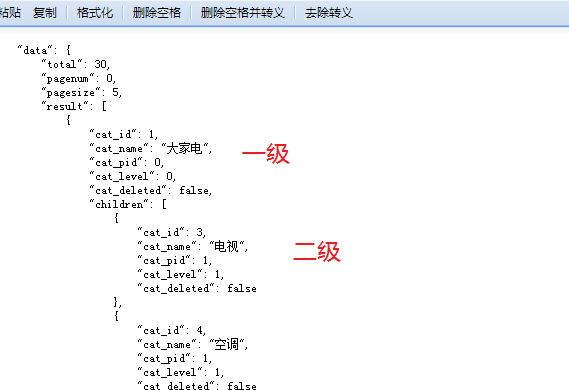 粘贴 复制 格式化 删除空格 删除空格并转义 去除转义
"data": {
"total": 30,
"pagenum": 0,
"pagesize": 5,
"result": [
{
"cat_id": 1,
"cat_name": "大家电", 一级
"cat_pid": 0,
"cat_level": 0,
"cat_deleted": false,
"children": [
{
"cat_id": 3,
"cat_name": "电视", 二级
"cat_pid": 1,
"cat_level": 1,
"cat_deleted": false
},
{
"cat_id": 4,
"cat_name": "空调",
"cat_pid": 1,
"cat_level": 1,
"cat_deleted": false